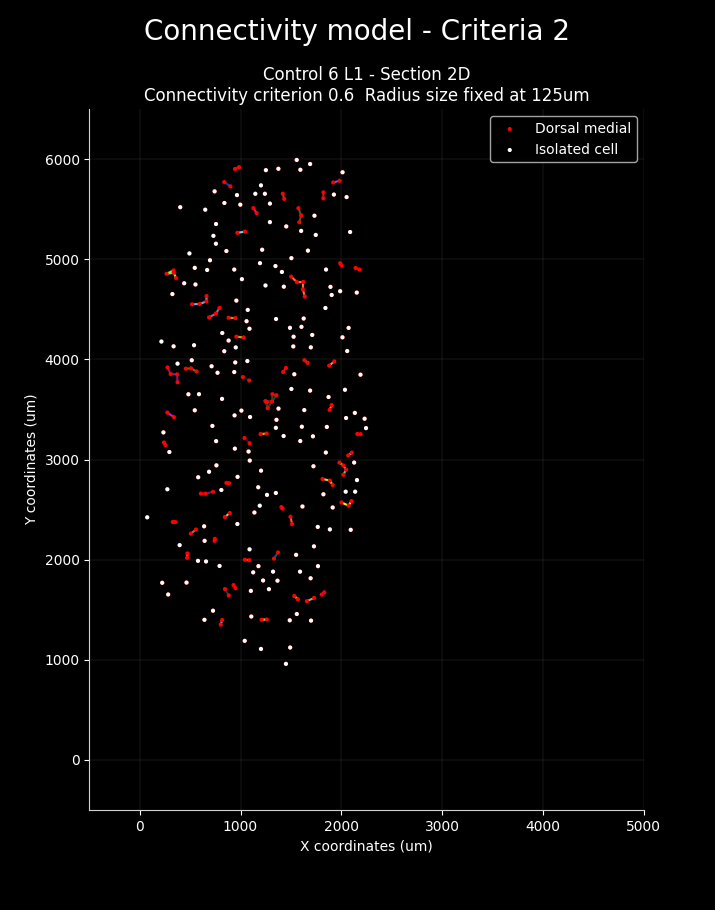 Connectivity model - Criteria 2
Control 6 L1 - Section 2D
Connectivity criterion 0.6  Radius size fixed at 125um
Dorsal medial
Isolated cell
6000
5000
4000
3000
2000
1000
0
Y coordinates (um)
0 1000 2000 3000 4000 5000
X coordinates (um)